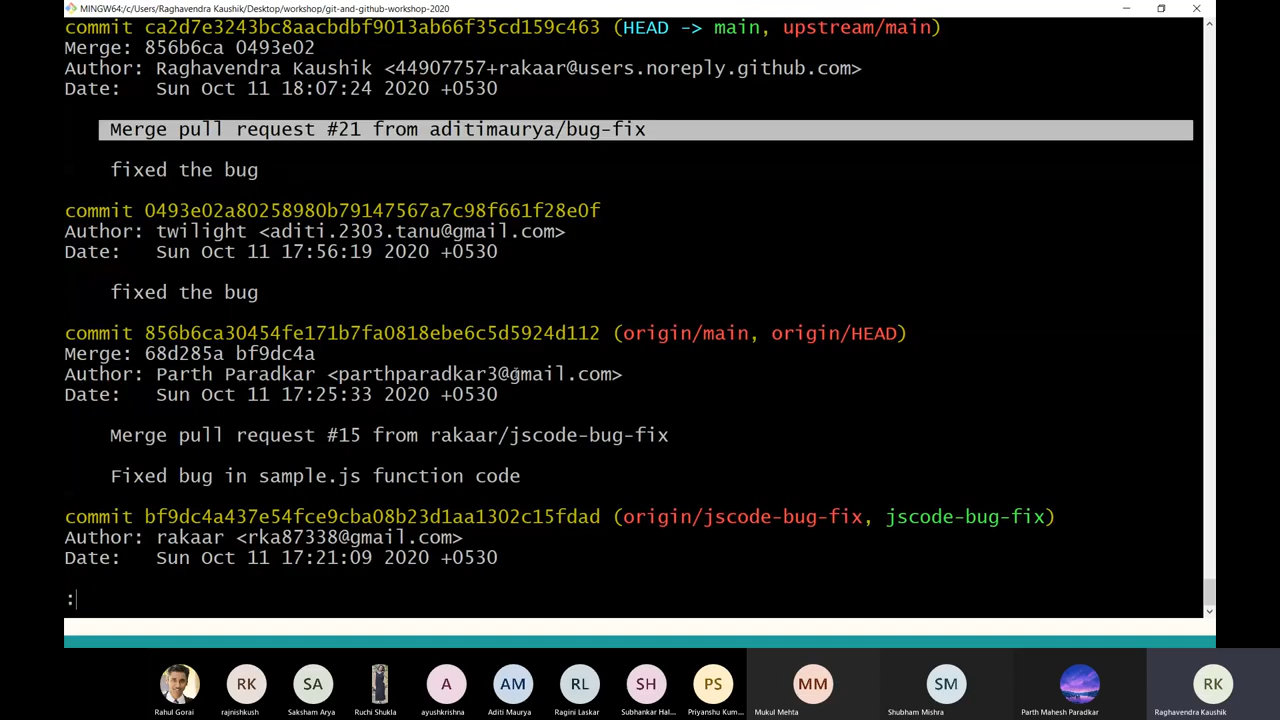 MINGW64:/c/Users/Raghavendra Kaushik/Desktop/workshop/git-and-github-workshop-2020
commit ca2d7e3243bc8aacbdbf9013ab66f35cd159c463 (HEAD -> main, upstream/main)
Merge: 856b6ca 0493e02
Author: Raghavendra Kaushik <44907757+rakaar@users.noreply.github.com>
Date:   Sun Oct 11 18:07:24 2020 +0530
Merge pull request #21 from aditimaurya/bug-fix
fixed the bug
commit 0493e02a80258980b79147567a7c98f661f28e0f
Author: twilight <aditi.2303.tanu@gmail.com>
Date:   Sun Oct 11 17:56:19 2020 +0530
fixed the bug
commit 856b6ca30454fe171b7fa0818ebe6c5d5924d112 (origin/main, origin/HEAD)
Merge: 68d285a bf9dc4a
Author: Parth Paradkar <parthparadkar3@gmail.com>
Date:   Sun Oct 11 17:25:33 2020 +0530
Merge pull request #15 from rakaar/jscode-bug-fix
Fixed bug in sample.js function code
commit bf9dc4a437e54fce9cba08b23d1aa1302c15fdad (origin/jscode-bug-fix, jscode-bug-fix)
Author: rakaar <rka87338@gmail.com>
Date:   Sun Oct 11 17:21:09 2020 +0530
:
RK SA A AM RL SH PS MM SM RK
Rahul Gorai rajnishkush Saksham Arya Ruchi Shukla ayushkrishna Aditi Maurya Ragini Laskar Subhankar Hal... Priyanshu Kum... Mukul Mehta Shubham Mishra Parth Mahesh Paradkar Raghavendra Kaushik